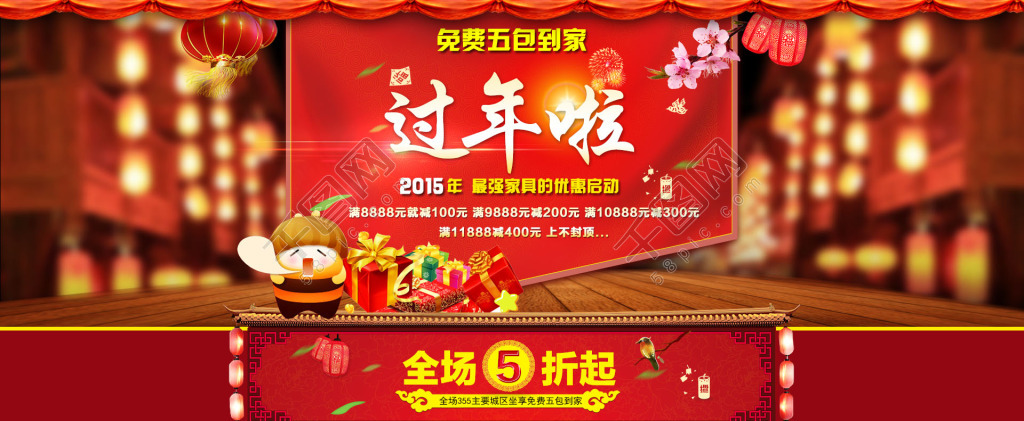 免费五包到家
过年啦
2015年 最强家具的优惠启动
满8888元就减100元 满9888元减200元 满10888元减300元
满11888减400元 上不封顶...
全场5折起
全场355主要城区坐享免费五包到家
千图网
58pic.com